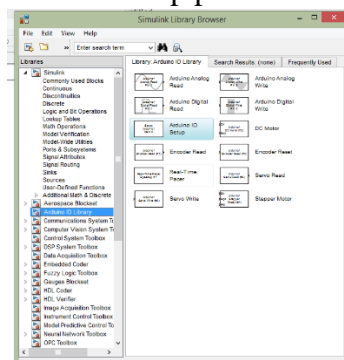 Simulink Library Browser
File Edit View Help
» Enter search term
Libraries
Library: Arduino IO Library Search Results: (none) Frequently Used
Simulink
Commonly Used Blocks
Continuous
Discontinuities
Discrete
Logic and Bit Operations
Lookup Tables
Math Operations
Model Verification
Model-Wide Utilities
Ports & Subsystems
Signal Attributes
Signal Routing
Sinks
Sources
User-Defined Functions
Additional Math & Discrete
Aerospace Blockset
Arduino IO Library
Communications System T
Computer Vision System T
Control System Toolbox
DSP System Toolbox
Data Acquisition Toolbox
Embedded Coder
Fuzzy Logic Toolbox
Gauges Blockset
HDL Coder
HDL Verifier
Image Acquisition Toolbox
Instrument Control Toolbox
Model Predictive Control To
Neural Network Toolbox
OPC Toolbox
Arduino Analog Read
Arduino Analog Write
Arduino Digital Read
Arduino Digital Write
Arduino IO Setup
DC Motor
Encoder Read
Encoder Reset
Real-Time Pacer
Servo Read
Servo Write
Stepper Motor